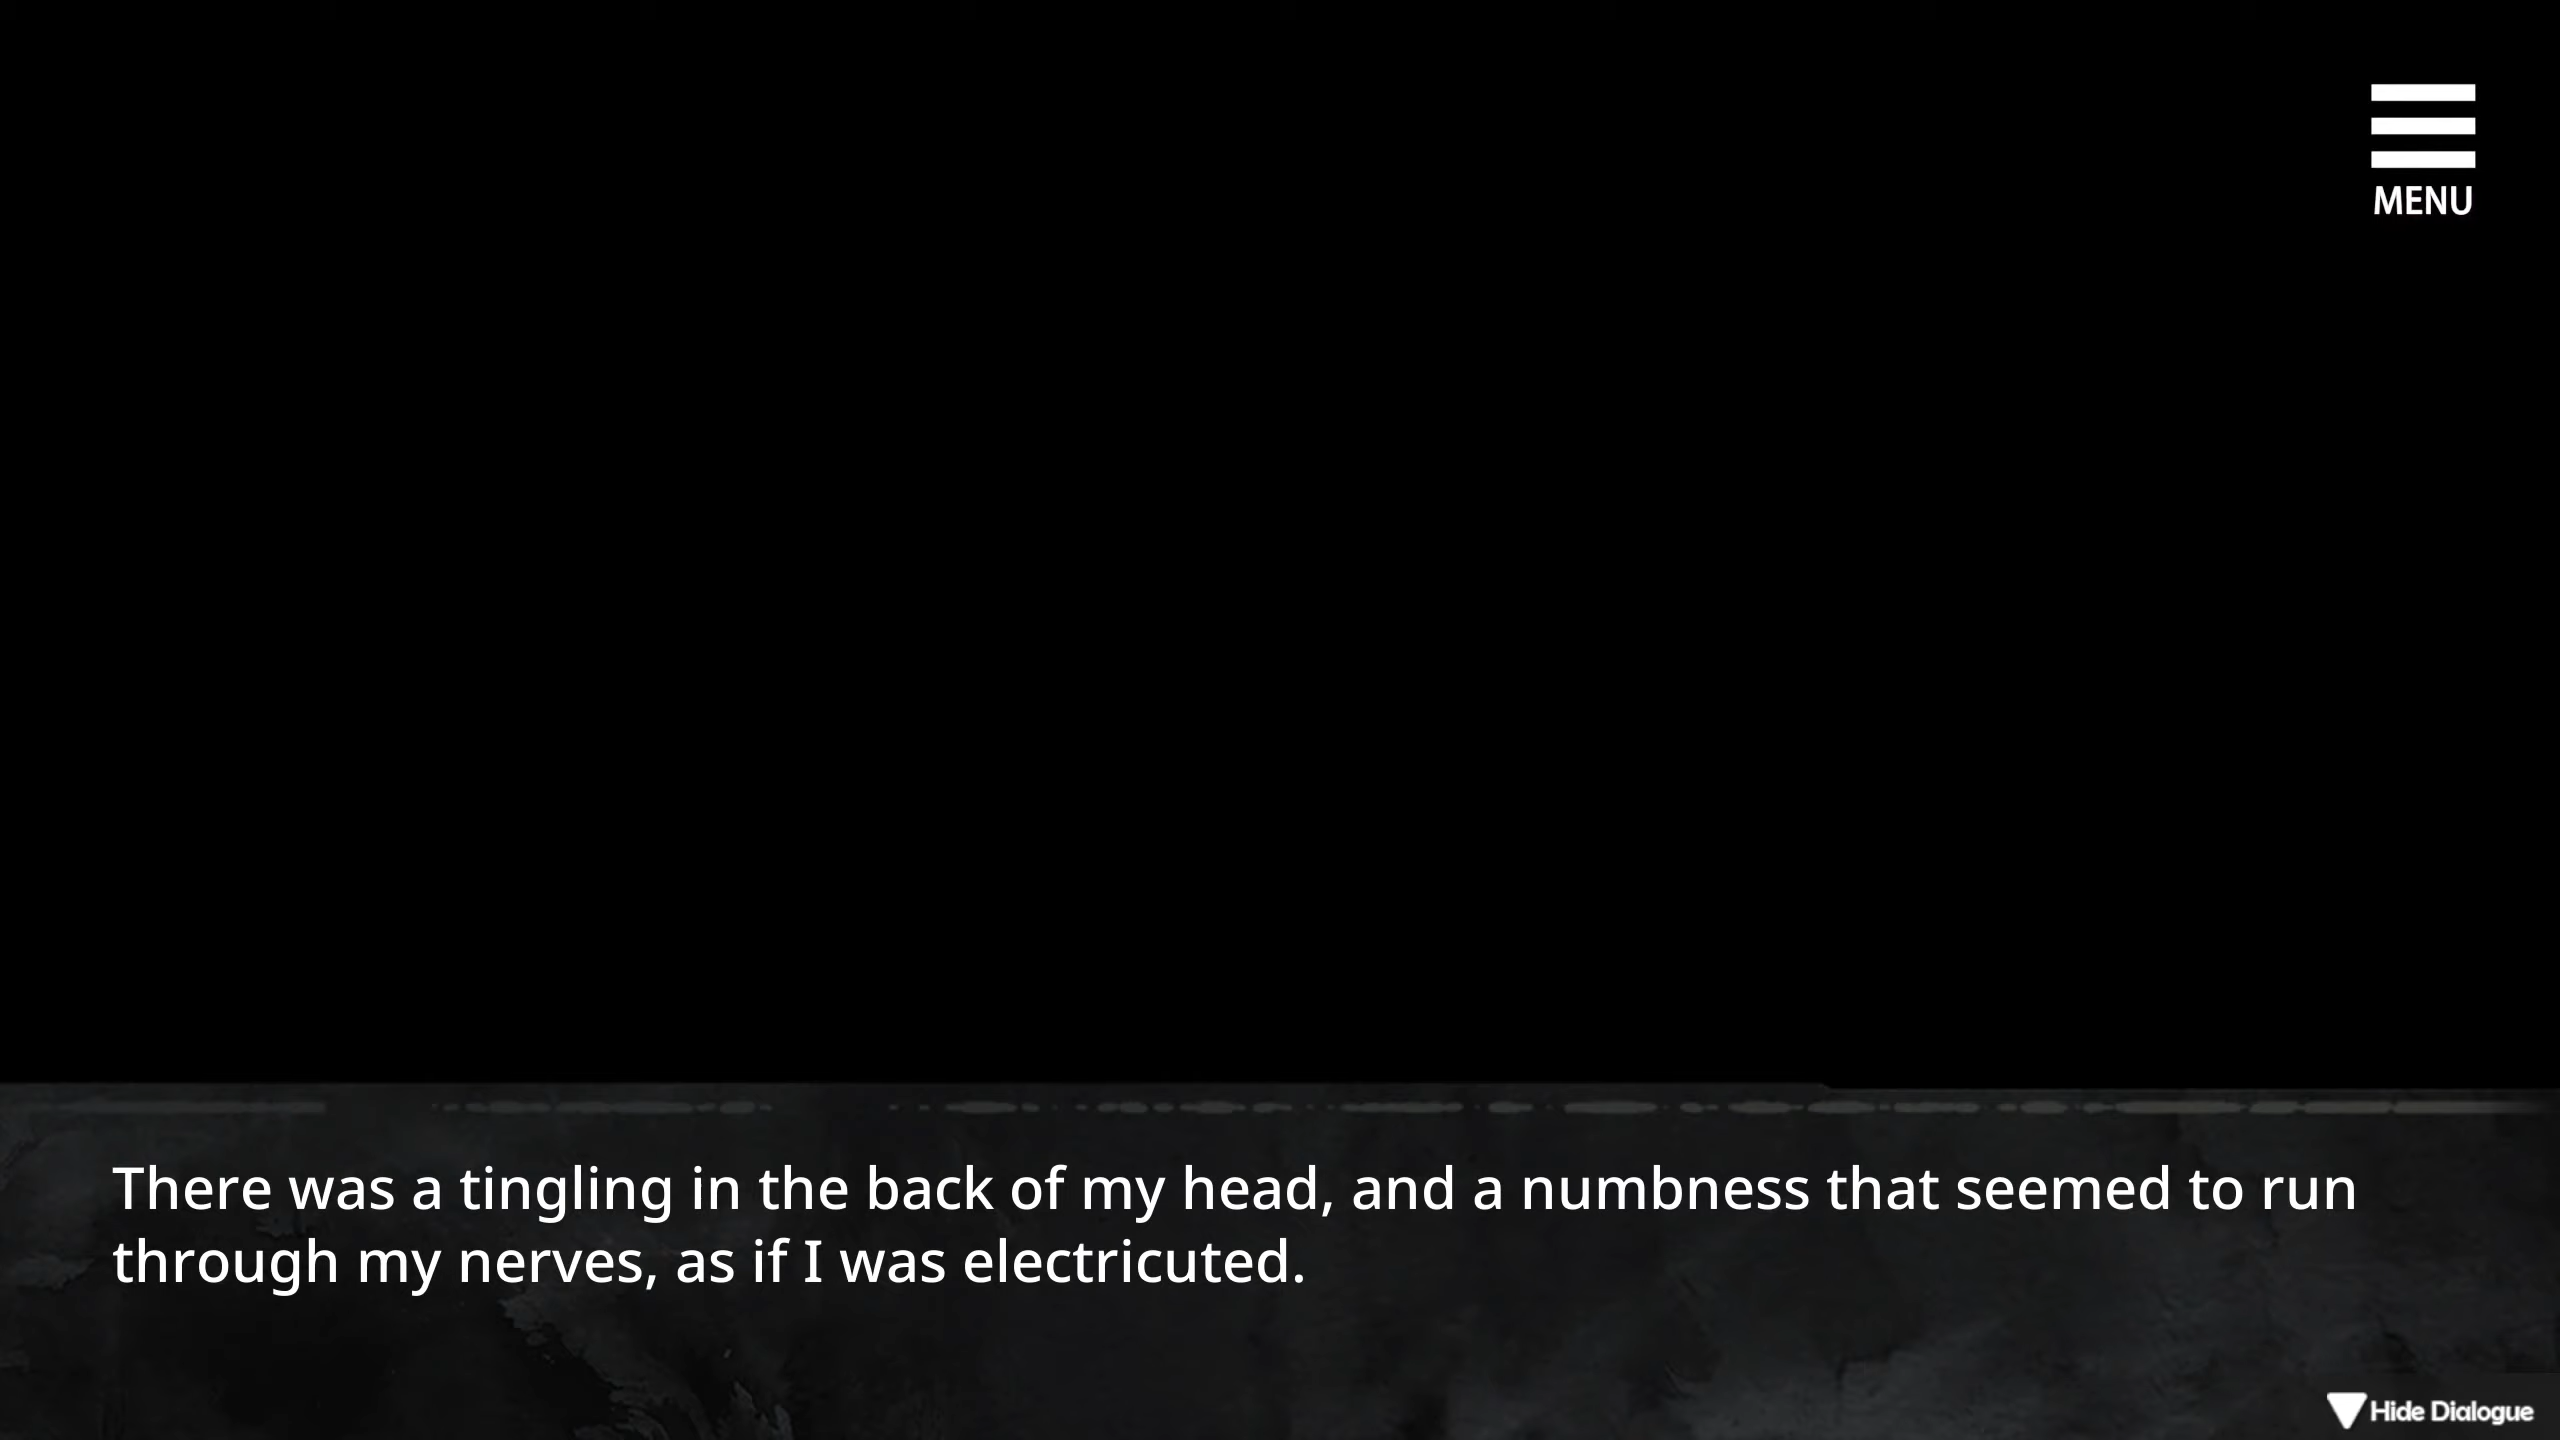 MENU
There was a tingling in the back of my head, and a numbness that seemed to run
through my nerves, as if I was electricuted.
Hide Dialogue